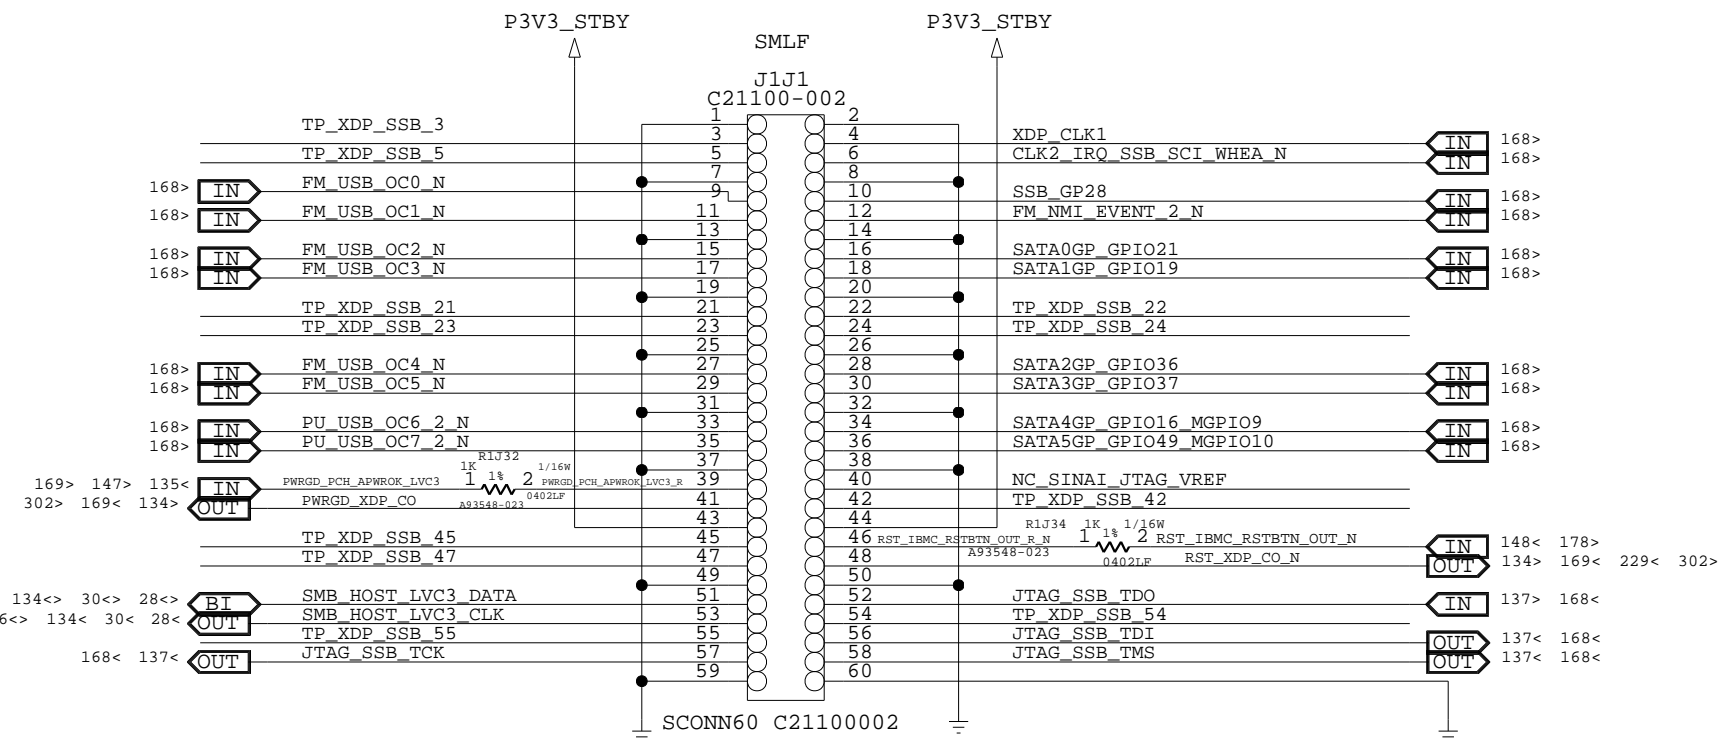 P3V3_STBY P3V3_STBY
SMLF
J1J1
C21100-002
1 2
TP_XDP_SSB_3 3 4 XDP_CLK1 IN 168>
TP_XDP_SSB_5 5 6 CLK2_IRQ_SSB_SCI_WHEA_N IN 168>
7 8
168> IN FM_USB_OC0_N 9 10 SSB_GP28 IN 168>
168> IN FM_USB_OC1_N 11 12 FM_NMI_EVENT_2_N IN 168>
13 14
168> IN FM_USB_OC2_N 15 16 SATA0GP_GPIO21 IN 168>
168> IN FM_USB_OC3_N 17 18 SATA1GP_GPIO19 IN 168>
19 20
TP_XDP_SSB_21 21 22 TP_XDP_SSB_22
TP_XDP_SSB_23 23 24 TP_XDP_SSB_24
25 26
168> IN FM_USB_OC4_N 27 28 SATA2GP_GPIO36 IN 168>
168> IN FM_USB_OC5_N 29 30 SATA3GP_GPIO37 IN 168>
31 32
168> IN PU_USB_OC6_2_N 33 34 SATA4GP_GPIO16_MGPIO9 IN 168>
168> IN PU_USB_OC7_2_N 35 36 SATA5GP_GPIO49_MGPIO10 IN 168>
R1J32 37 38
1K 1% 1/16W
169> 147> 135< IN PWRGD_PCH_APWROK_LVC3 1 2 PWRGD_PCH_APWROK_LVC3_R 39 40 NC_SINAI_JTAG_VREF
A93548-023 0402LF
302> 169< 134> OUT PWRGD_XDP_CO 41 42 TP_XDP_SSB_42
43 44
R1J34 1K 1% 1/16W
TP_XDP_SSB_45 45 46 RST_IBMC_RSTBTN_OUT_R_N 1 2 RST_IBMC_RSTBTN_OUT_N IN 148< 178>
A93548-023 0402LF
TP_XDP_SSB_47 47 48 RST_XDP_CO_N OUT 134> 169< 229< 302>
49 50
134<> 30<> 28<> BI SMB_HOST_LVC3_DATA 51 52 JTAG_SSB_TDO IN 137> 168<
6<> 134< 30< 28< OUT SMB_HOST_LVC3_CLK 53 54 TP_XDP_SSB_54
TP_XDP_SSB_55 55 56 JTAG_SSB_TDI OUT 137< 168<
168< 137< OUT JTAG_SSB_TCK 57 58 JTAG_SSB_TMS OUT 137< 168<
59 60
SCONN60 C21100002